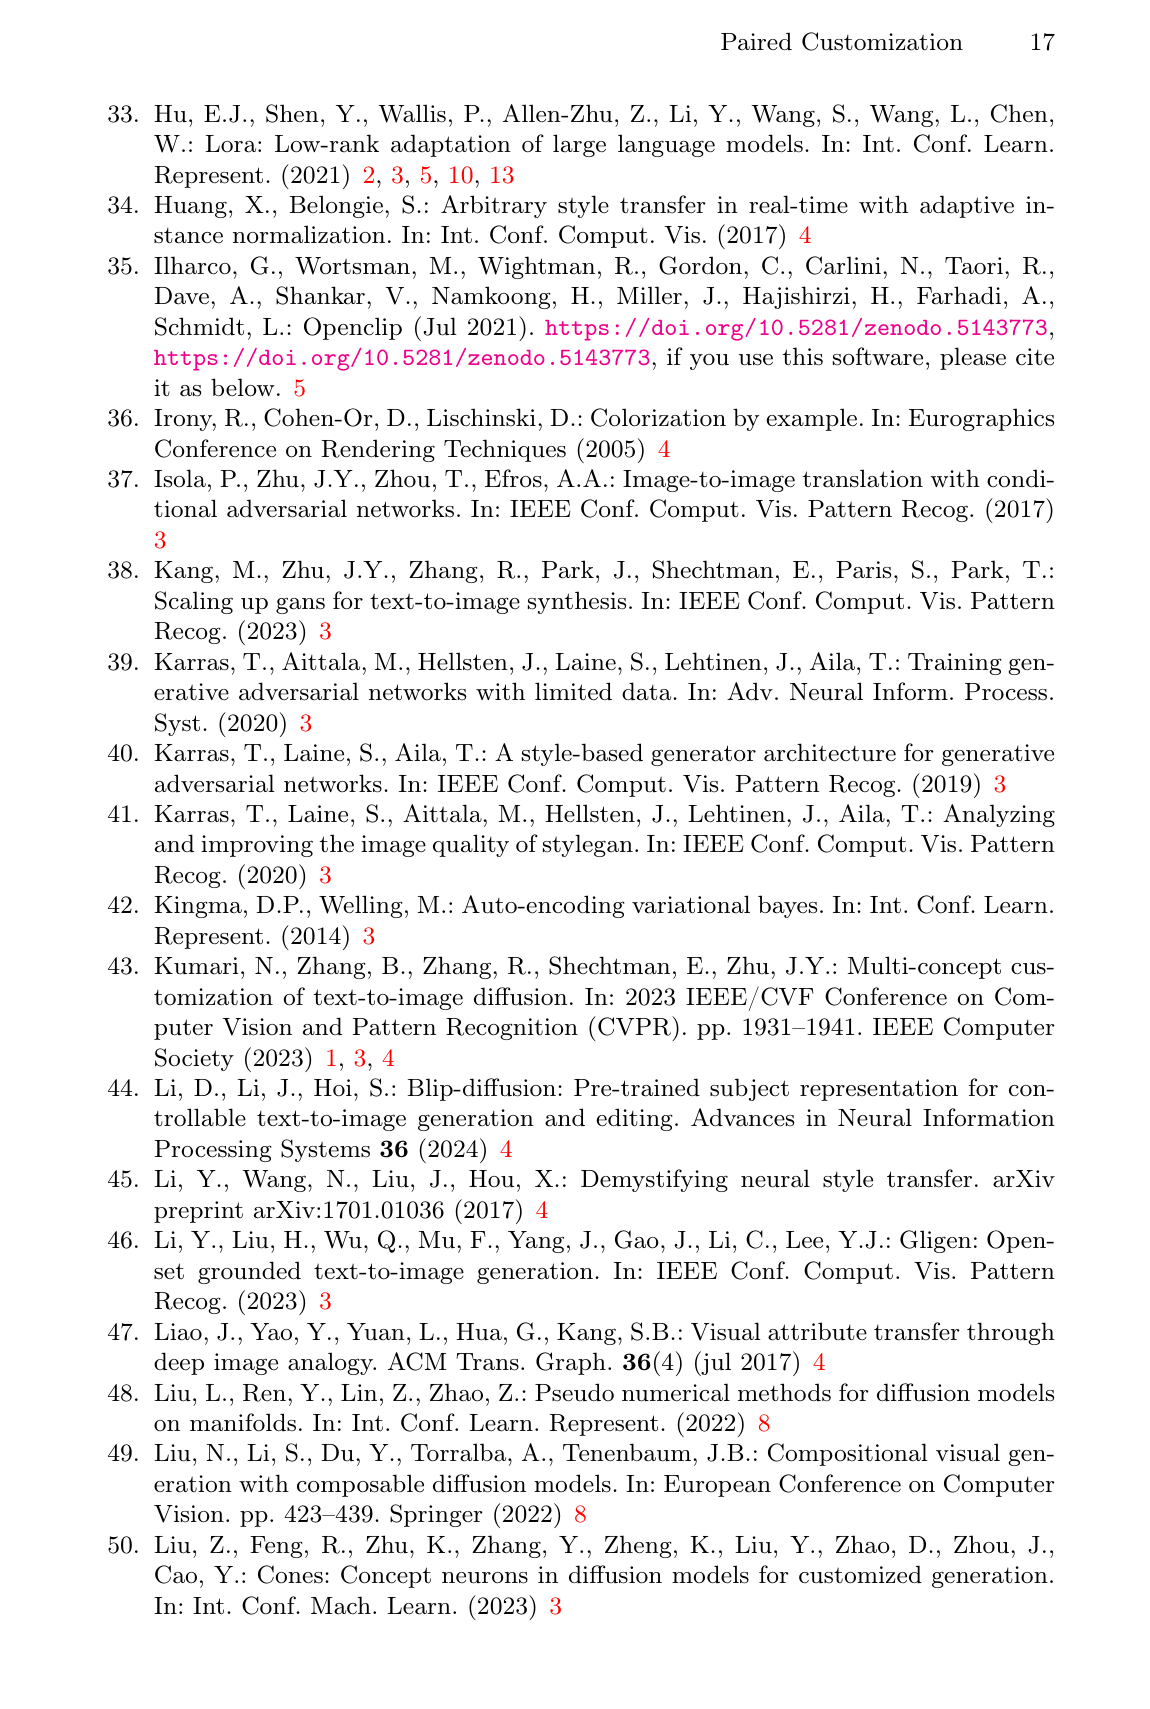 Paired Customization 17
33. Hu, E.J., Shen, Y., Wallis, P., Allen-Zhu, Z., Li, Y., Wang, S., Wang, L., Chen,
W.: Lora: Low-rank adaptation of large language models. In: Int. Conf. Learn.
Represent. (2021) 2, 3, 5, 10, 13
34. Huang, X., Belongie, S.: Arbitrary style transfer in real-time with adaptive in-
stance normalization. In: Int. Conf. Comput. Vis. (2017) 4
35. Ilharco, G., Wortsman, M., Wightman, R., Gordon, C., Carlini, N., Taori, R.,
Dave, A., Shankar, V., Namkoong, H., Miller, J., Hajishirzi, H., Farhadi, A.,
Schmidt, L.: Openclip (Jul 2021). https://doi.org/10.5281/zenodo.5143773,
https://doi.org/10.5281/zenodo.5143773, if you use this software, please cite
it as below. 5
36. Irony, R., Cohen-Or, D., Lischinski, D.: Colorization by example. In: Eurographics
Conference on Rendering Techniques (2005) 4
37. Isola, P., Zhu, J.Y., Zhou, T., Efros, A.A.: Image-to-image translation with condi-
tional adversarial networks. In: IEEE Conf. Comput. Vis. Pattern Recog. (2017)
3
38. Kang, M., Zhu, J.Y., Zhang, R., Park, J., Shechtman, E., Paris, S., Park, T.:
Scaling up gans for text-to-image synthesis. In: IEEE Conf. Comput. Vis. Pattern
Recog. (2023) 3
39. Karras, T., Aittala, M., Hellsten, J., Laine, S., Lehtinen, J., Aila, T.: Training gen-
erative adversarial networks with limited data. In: Adv. Neural Inform. Process.
Syst. (2020) 3
40. Karras, T., Laine, S., Aila, T.: A style-based generator architecture for generative
adversarial networks. In: IEEE Conf. Comput. Vis. Pattern Recog. (2019) 3
41. Karras, T., Laine, S., Aittala, M., Hellsten, J., Lehtinen, J., Aila, T.: Analyzing
and improving the image quality of stylegan. In: IEEE Conf. Comput. Vis. Pattern
Recog. (2020) 3
42. Kingma, D.P., Welling, M.: Auto-encoding variational bayes. In: Int. Conf. Learn.
Represent. (2014) 3
43. Kumari, N., Zhang, B., Zhang, R., Shechtman, E., Zhu, J.Y.: Multi-concept cus-
tomization of text-to-image diffusion. In: 2023 IEEE/CVF Conference on Com-
puter Vision and Pattern Recognition (CVPR). pp. 1931–1941. IEEE Computer
Society (2023) 1, 3, 4
44. Li, D., Li, J., Hoi, S.: Blip-diffusion: Pre-trained subject representation for con-
trollable text-to-image generation and editing. Advances in Neural Information
Processing Systems 36 (2024) 4
45. Li, Y., Wang, N., Liu, J., Hou, X.: Demystifying neural style transfer. arXiv
preprint arXiv:1701.01036 (2017) 4
46. Li, Y., Liu, H., Wu, Q., Mu, F., Yang, J., Gao, J., Li, C., Lee, Y.J.: Gligen: Open-
set grounded text-to-image generation. In: IEEE Conf. Comput. Vis. Pattern
Recog. (2023) 3
47. Liao, J., Yao, Y., Yuan, L., Hua, G., Kang, S.B.: Visual attribute transfer through
deep image analogy. ACM Trans. Graph. 36(4) (jul 2017) 4
48. Liu, L., Ren, Y., Lin, Z., Zhao, Z.: Pseudo numerical methods for diffusion models
on manifolds. In: Int. Conf. Learn. Represent. (2022) 8
49. Liu, N., Li, S., Du, Y., Torralba, A., Tenenbaum, J.B.: Compositional visual gen-
eration with composable diffusion models. In: European Conference on Computer
Vision. pp. 423–439. Springer (2022) 8
50. Liu, Z., Feng, R., Zhu, K., Zhang, Y., Zheng, K., Liu, Y., Zhao, D., Zhou, J.,
Cao, Y.: Cones: Concept neurons in diffusion models for customized generation.
In: Int. Conf. Mach. Learn. (2023) 3